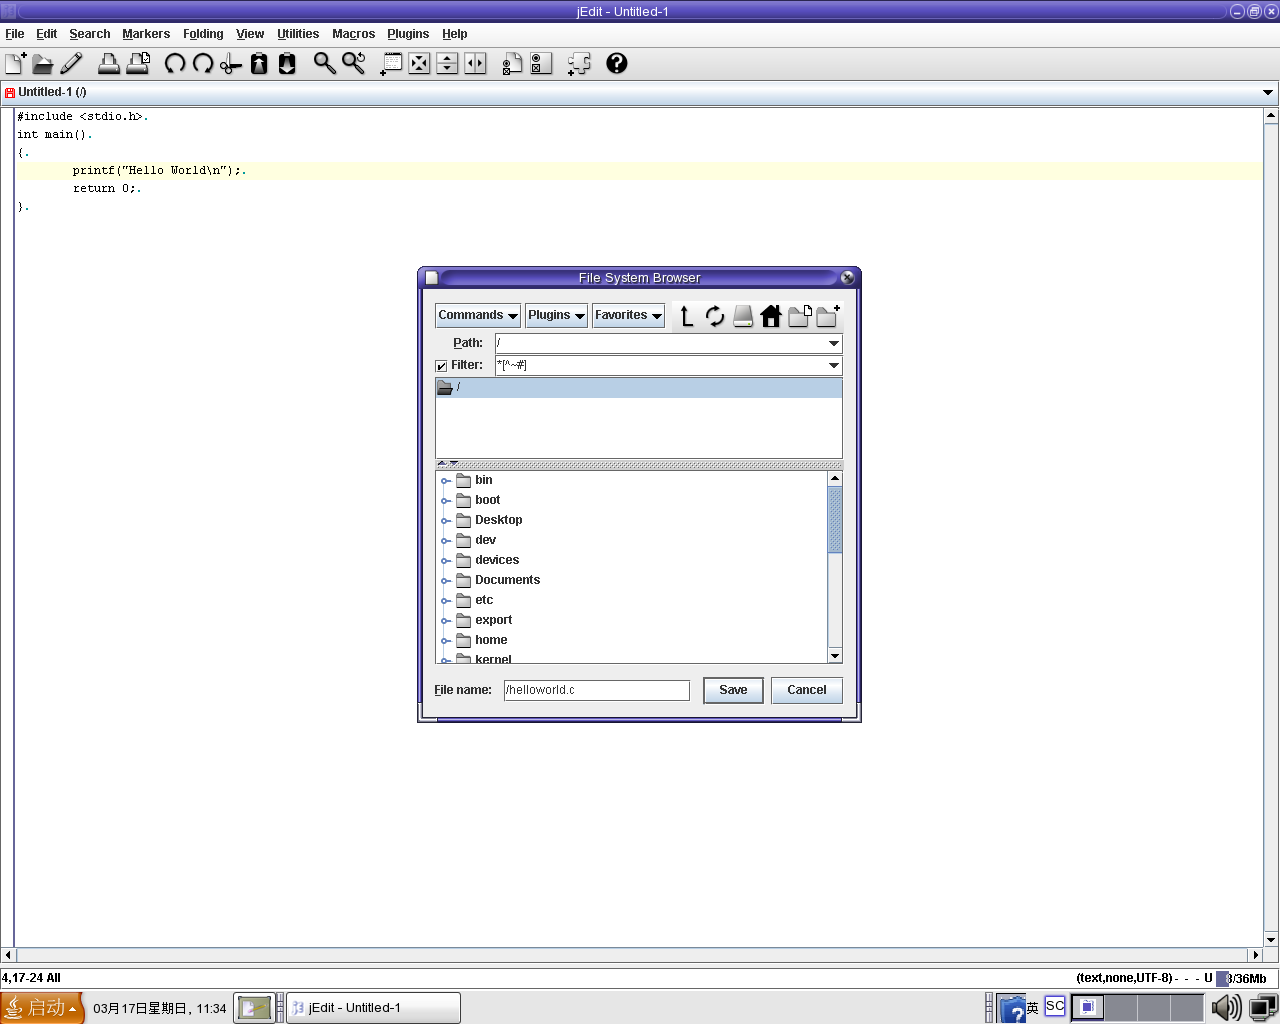 jEdit - Untitled-1
File Edit Search Markers Folding View Utilities Macros Plugins Help
Untitled-1 (/)
#include <stdio.h>.
int main().
{.
printf("Hello World\n");.
return 0;.
}.
File System Browser
Commands Plugins Favorites
Path: /
Filter: *[^~#]
/
bin
boot
Desktop
dev
devices
Documents
etc
export
home
kernel
File name: /helloworld.c Save Cancel
4,17-24 All (text,none,UTF-8) - - - U 8/36Mb
启动 03月17日星期日, 11:34 jEdit - Untitled-1 英 SC